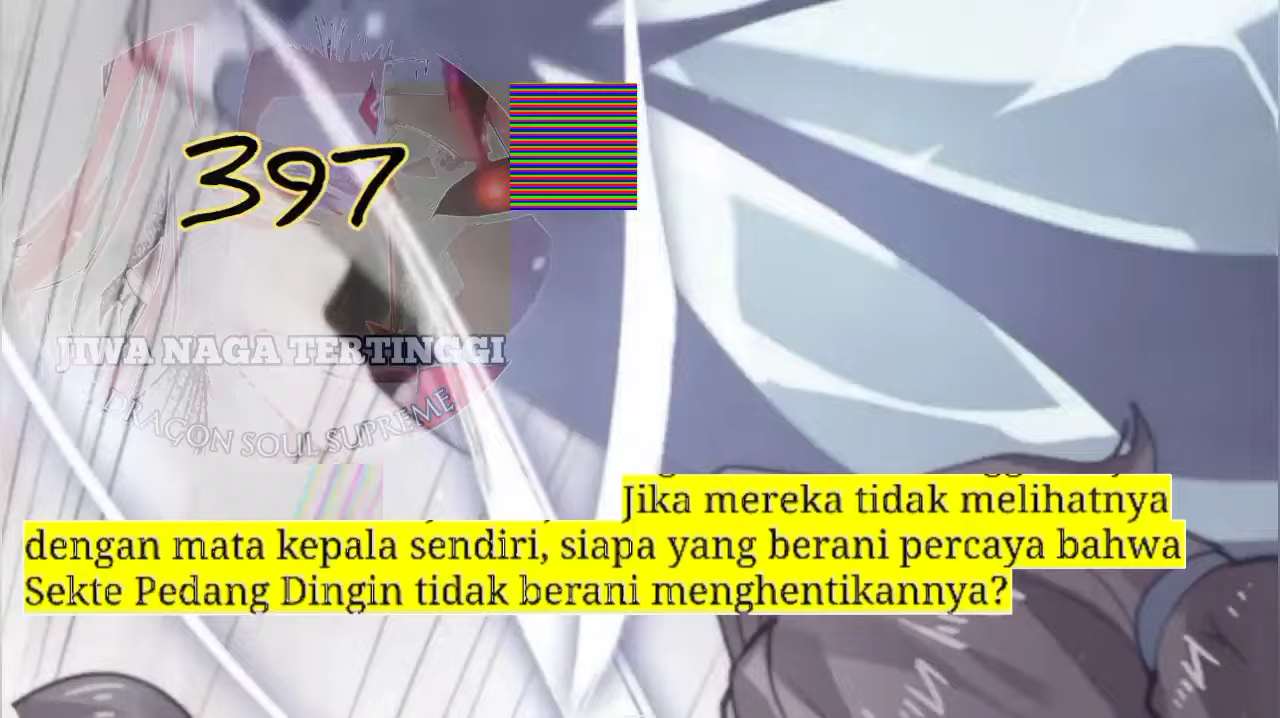 397
JIWA NAGA TERTINGGI
DRAGON SOUL SUPREME
Jika mereka tidak melihatnya
dengan mata kepala sendiri, siapa yang berani percaya bahwa
Sekte Pedang Dingin tidak berani menghentikannya?